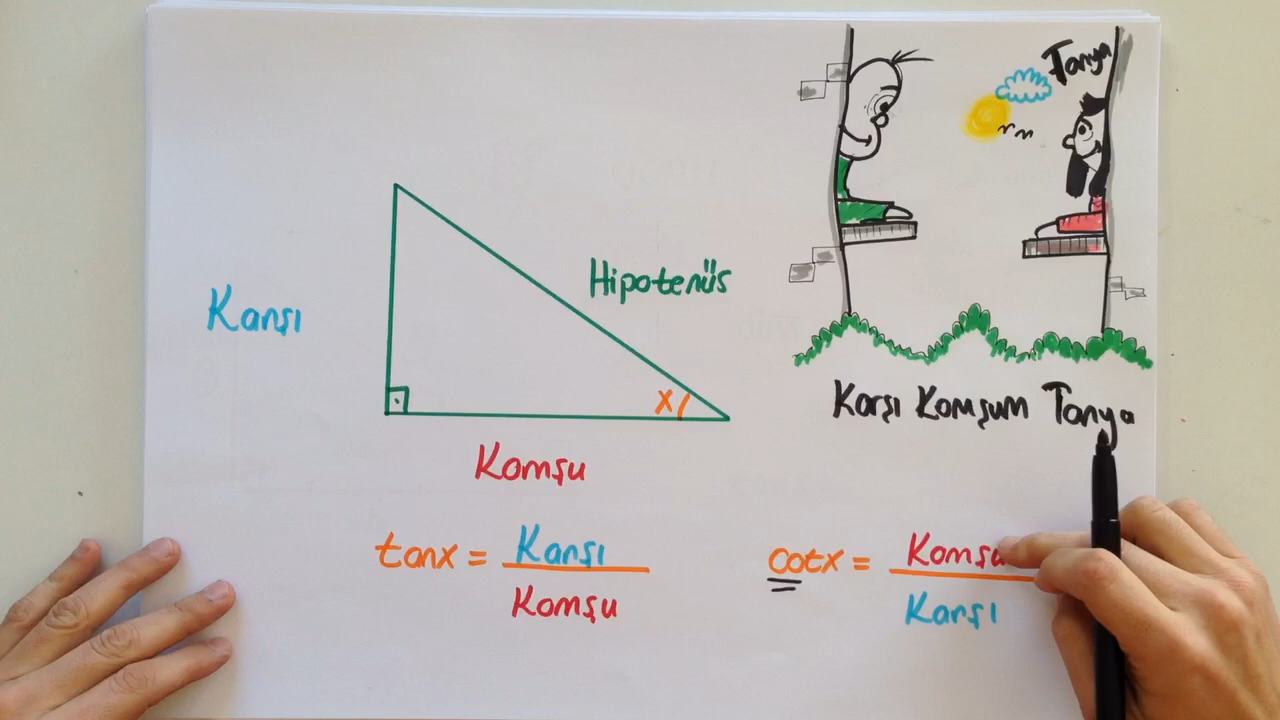 Tanya
Hipotenüs
Karşı
x
Karşı Komşum Tanya
Komşu
tanx = Karşı
Komşu
cotx = Komşu
Karşı